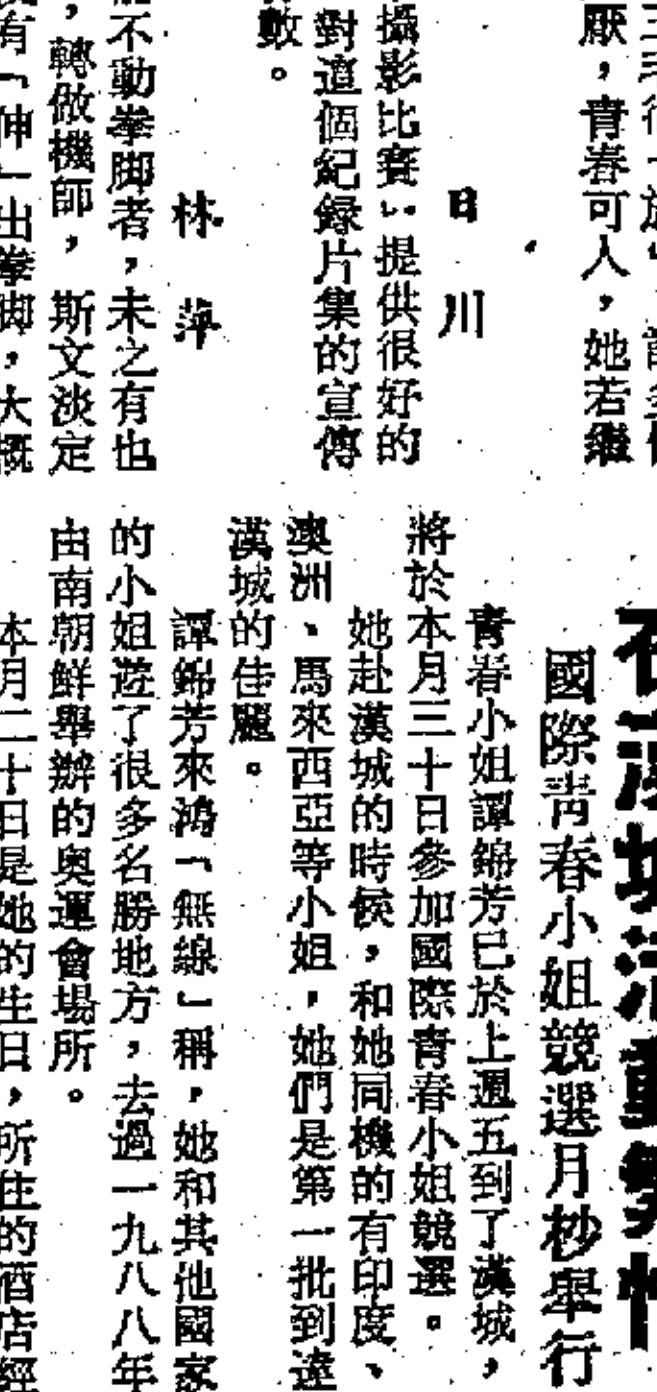 厭，青春可人，她若繼
日川
攝影比賽」提供很好的
對這個紀錄片集的宣傳
數。
林萍
不動拳脚者，未之有也
，轉做機師，斯文淡定
有「伸」出拳脚，大概
國際青春小姐競選月杪舉行
青春小姐譚錦芳已於上週五到了漢城，
將於本月三十日參加國際青春小姐競選。
她赴漢城的時候，和她同機的有印度、
澳洲、馬來西亞等小姐，她們是第一批到達
漢城的佳麗。
譚錦芳來鴻「無線」稱，她和其他國家
的小姐遊了很多名勝地方，去過一九八八年
由南朝鮮舉辦的奧運會場所。
本月二十日是她的生日，所住的酒店經